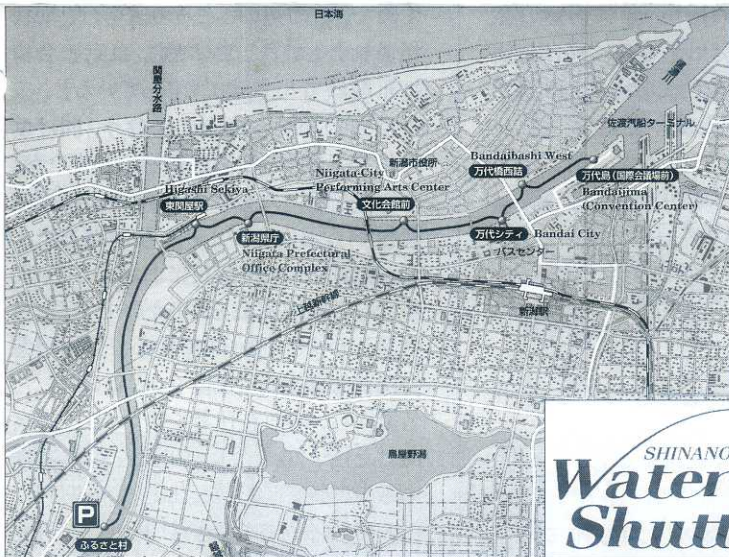 日本海
関屋分水路
佐渡汽船ターミナル
新潟市役所
Bandaibashi West
万代橋西詰
Niigata-City
Performing Arts Center
文化会館前
Higashi Sekiya
東関屋駅
万代島(国際会議場前)
Bandaijima
(Convention Center)
新潟県庁
Niigata Prefectural
Office Complex
万代シティ
Bandai City
バスセンター
上越新幹線
新潟駅
鳥屋野潟
P
ふるさと村
SHINANO
Water
Shutt